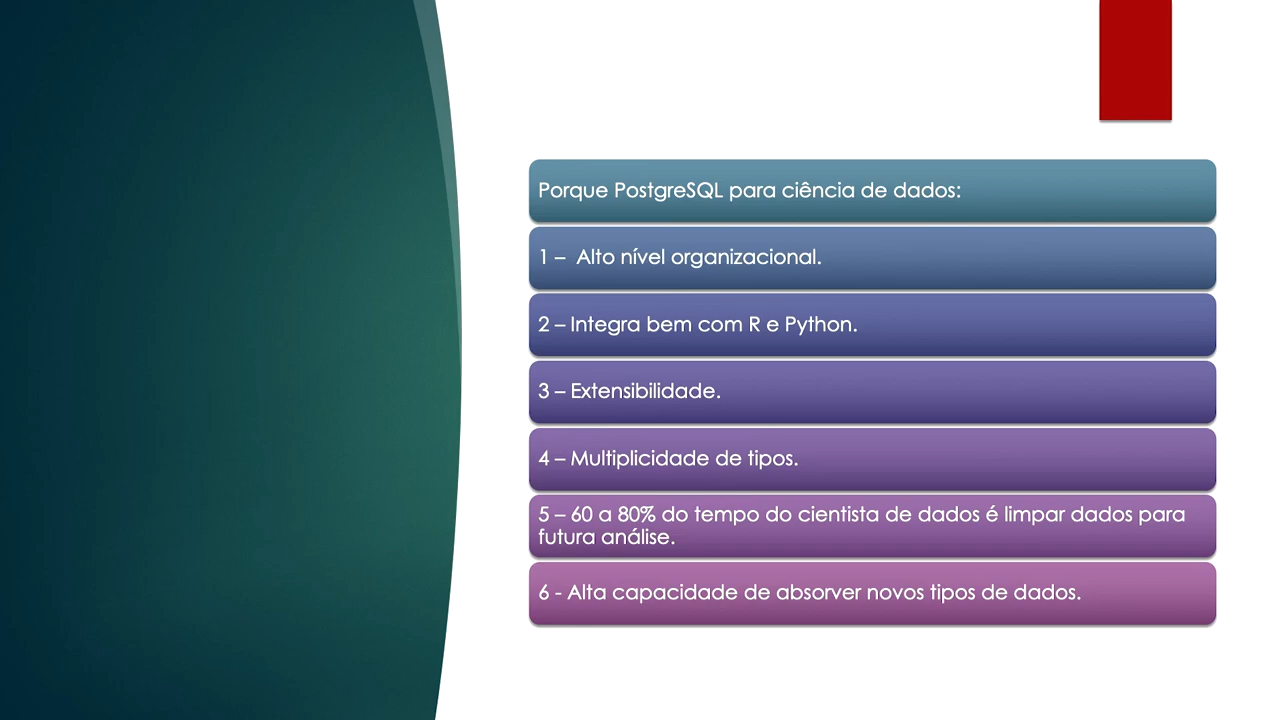 Porque PostgreSQL para ciência de dados:
1 –  Alto nível organizacional.
2 – Integra bem com R e Python.
3 – Extensibilidade.
4 – Multiplicidade de tipos.
5 – 60 a 80% do tempo do cientista de dados é limpar dados para
futura análise.
6 - Alta capacidade de absorver novos tipos de dados.